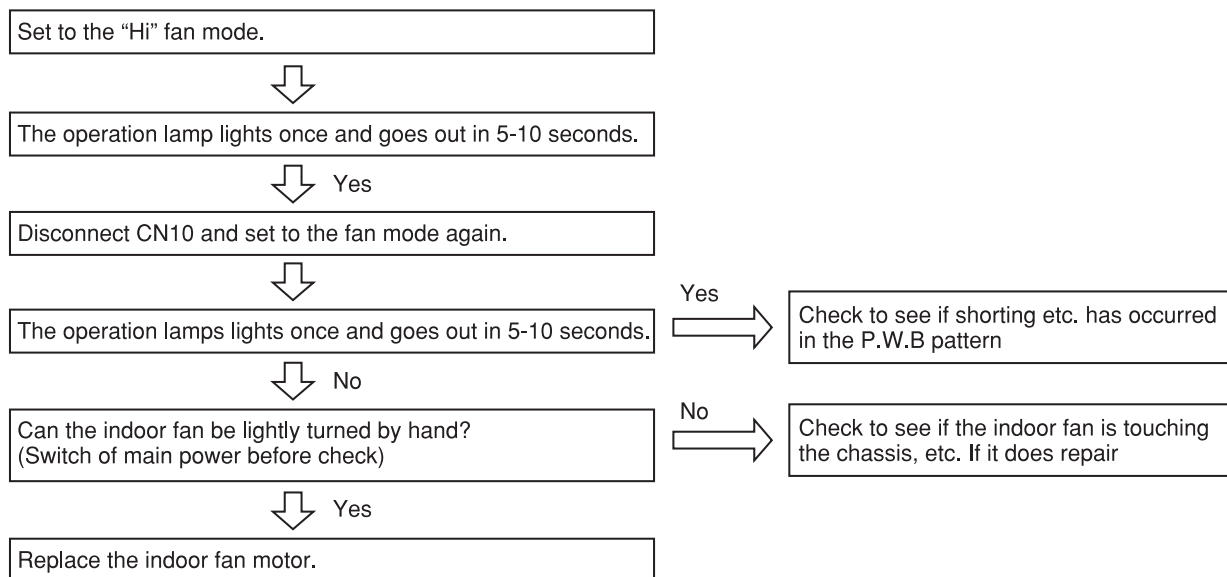 Set to the “Hi” fan mode.
The operation lamp lights once and goes out in 5-10 seconds.
Yes
Disconnect CN10 and set to the fan mode again.
The operation lamps lights once and goes out in 5-10 seconds.
Yes
Check to see if shorting etc. has occurred
in the P.W.B pattern
No
Can the indoor fan be lightly turned by hand?
(Switch of main power before check)
No
Check to see if the indoor fan is touching
the chassis, etc. If it does repair
Yes
Replace the indoor fan motor.